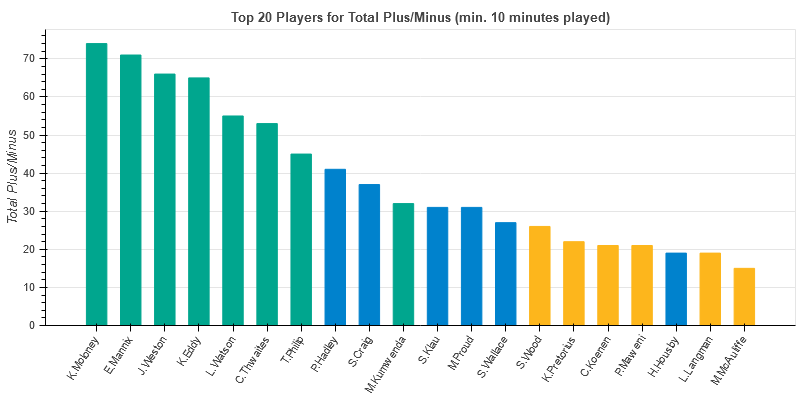 Top 20 Players for Total Plus/Minus (min. 10 minutes played)
Total Plus/Minus
70
60
50
40
30
20
10
0
K.Moloney
E.Mannix
J.Weston
K.Eddy
L.Watson
C.Thwaites
T.Philip
P.Hadley
S.Craig
M.Kumwenda
S.Klau
M.Proud
S.Wallace
S.Wood
K.Pretorius
C.Koenen
P.Maweni
H.Housby
L.Langman
M.McAuliffe